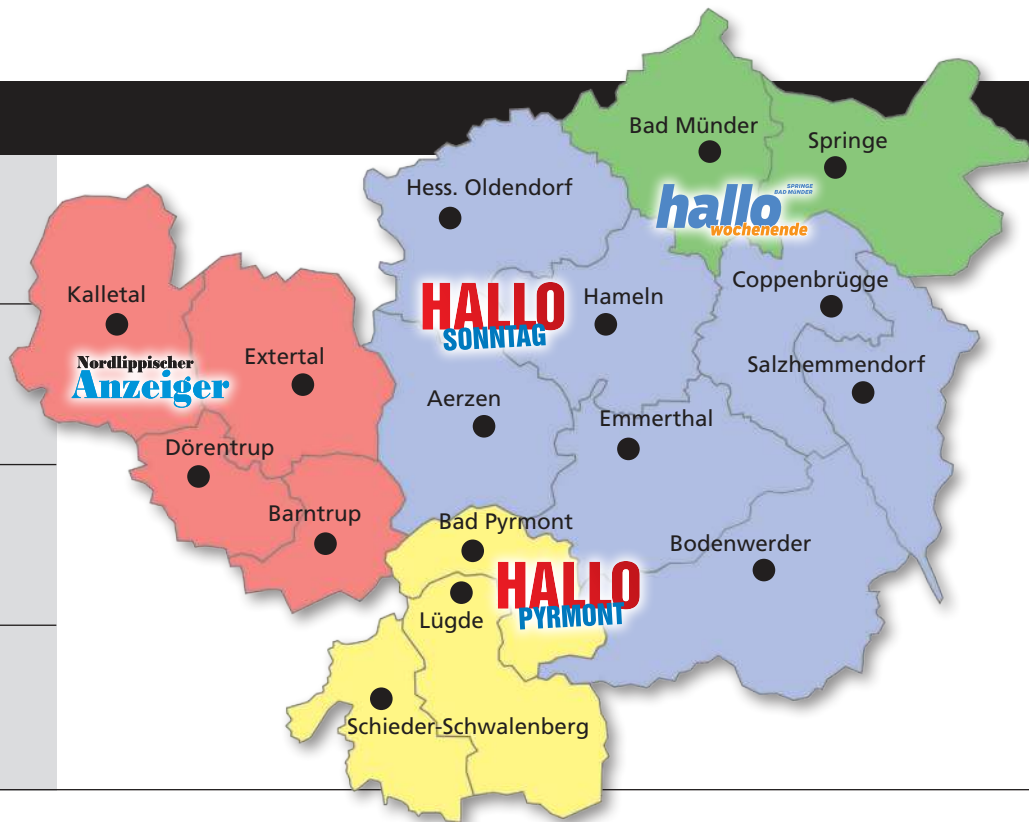 Bad Münder
Springe
Hess. Oldendorf
SPRINGE
BAD MÜNDER
hallo
wochenende
Kalletal
HALLO
SONNTAG
Hameln
Coppenbrügge
Nordlippischer
Anzeiger
Extertal
Salzhemmendorf
Aerzen
Emmerthal
Dörentrup
Barntrup
Bad Pyrmont
Bodenwerder
HALLO
PYRMONT
Lügde
Schieder-Schwalenberg